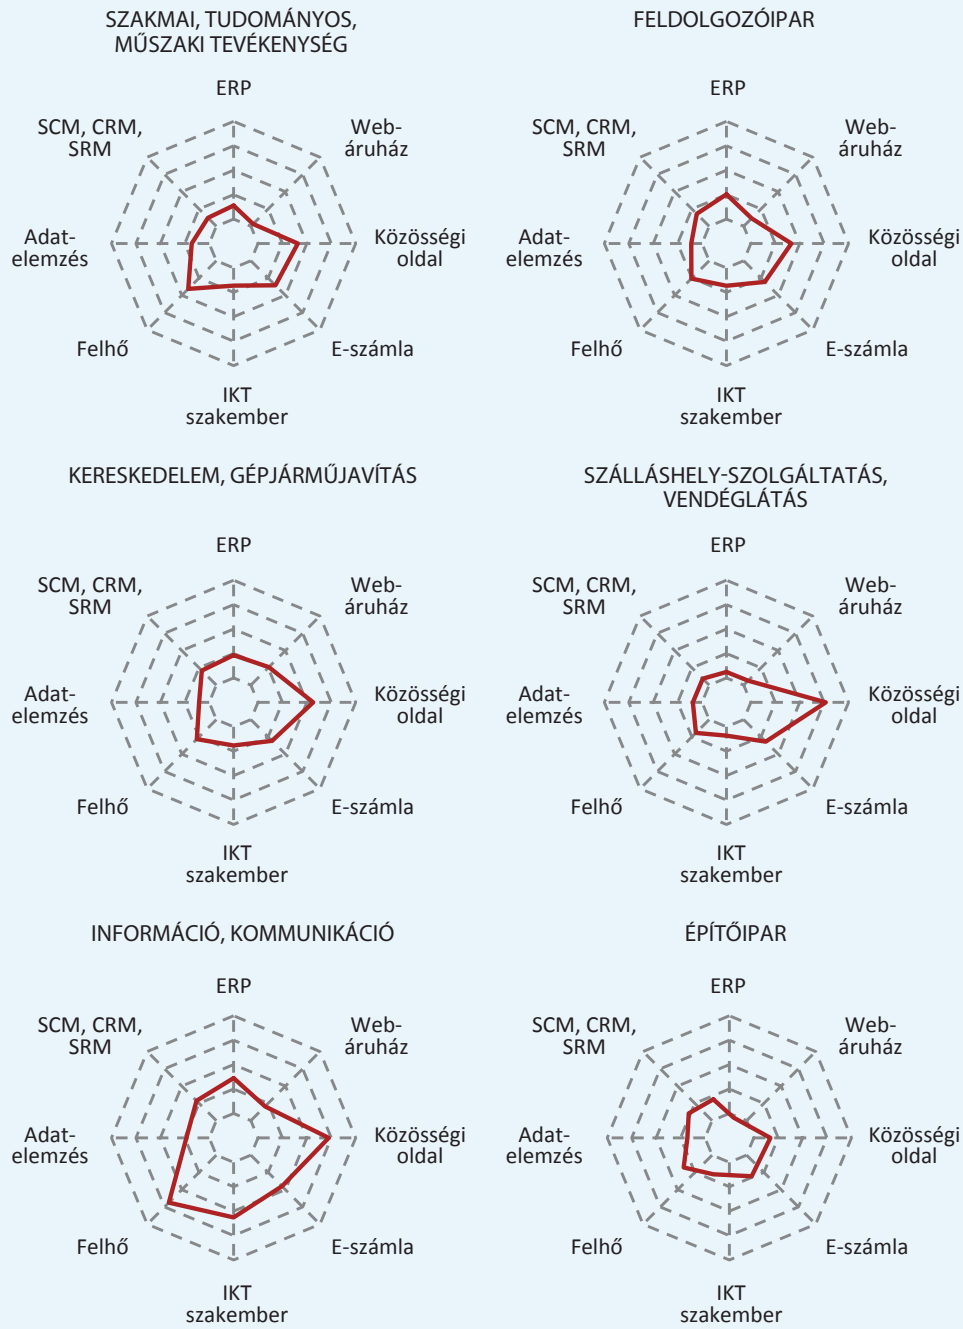 SZAKMAI, TUDOMÁNYOS,
MŰSZAKI TEVÉKENYSÉG
ERP
Web-
áruház
Közösségi
oldal
E-számla
IKT
szakember
Felhő
Adat-
elemzés
SCM, CRM,
SRM
FELDOLGOZÓIPAR
ERP
Web-
áruház
Közösségi
oldal
E-számla
IKT
szakember
Felhő
Adat-
elemzés
SCM, CRM,
SRM
KERESKEDELEM, GÉPJÁRMŰJAVÍTÁS
ERP
Web-
áruház
Közösségi
oldal
E-számla
IKT
szakember
Felhő
Adat-
elemzés
SCM, CRM,
SRM
SZÁLLÁSHELY-SZOLGÁLTATÁS,
VENDÉGLÁTÁS
ERP
Web-
áruház
Közösségi
oldal
E-számla
IKT
szakember
Felhő
Adat-
elemzés
SCM, CRM,
SRM
INFORMÁCIÓ, KOMMUNIKÁCIÓ
ERP
Web-
áruház
Közösségi
oldal
E-számla
IKT
szakember
Felhő
Adat-
elemzés
SCM, CRM,
SRM
ÉPÍTŐIPAR
ERP
Web-
áruház
Közösségi
oldal
E-számla
IKT
szakember
Felhő
Adat-
elemzés
SCM, CRM,
SRM